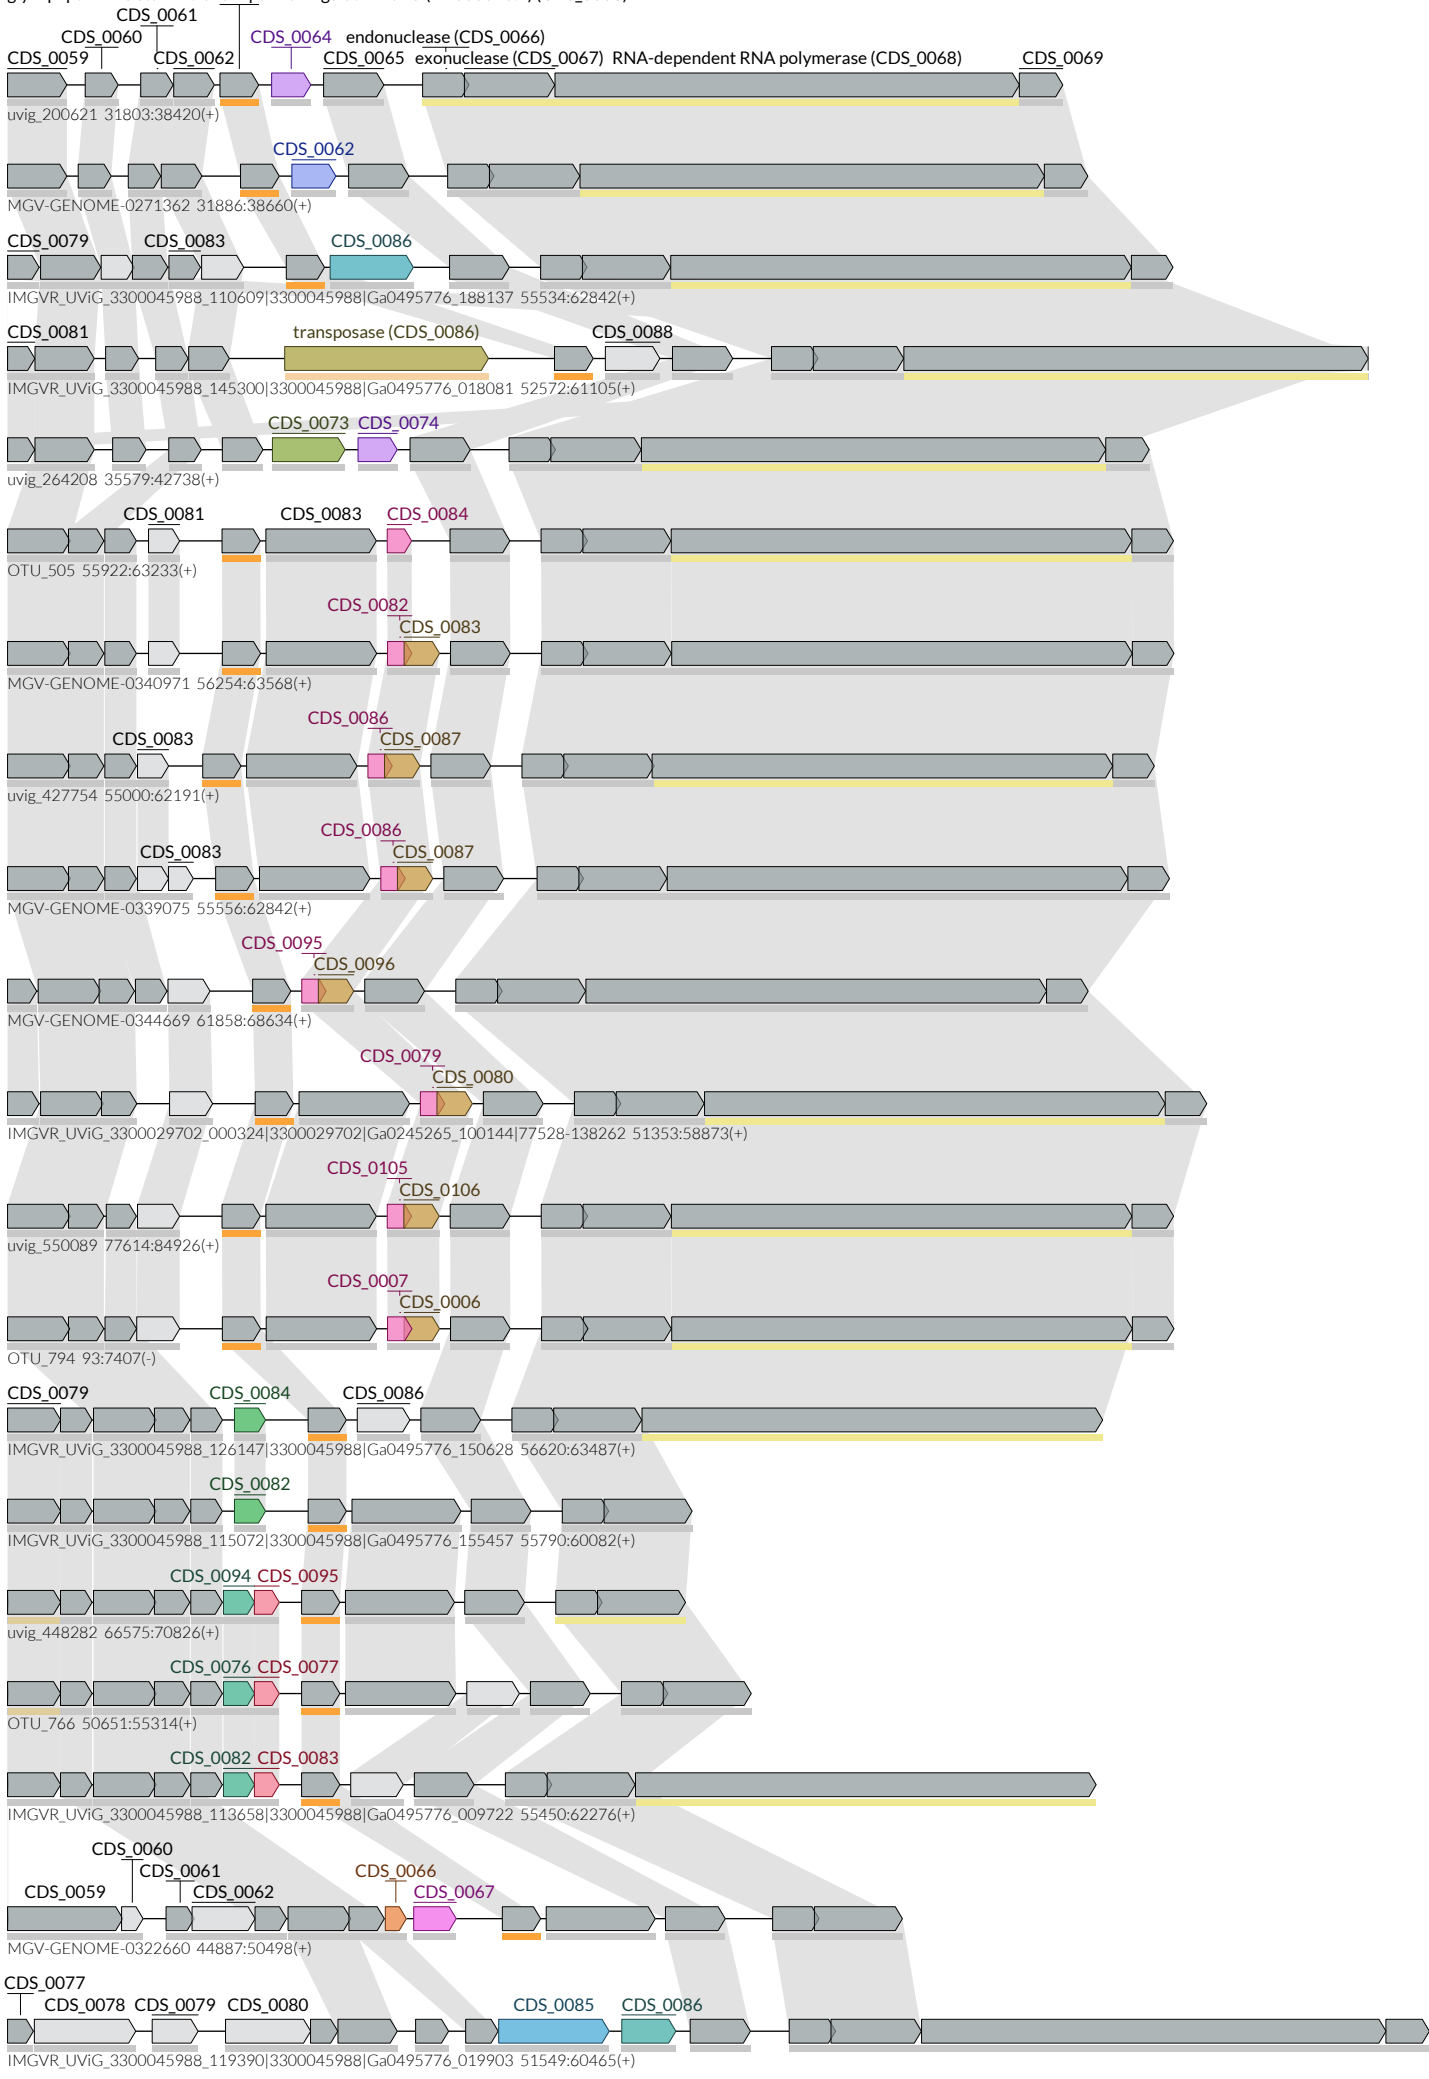 CDS_0061
CDS_0060
CDS_0064 endonuclease (CDS_0066)
CDS_0059 CDS_0062 CDS_0065 exonuclease (CDS_0067) RNA-dependent RNA polymerase (CDS_0068) CDS_0069
uvig_200621 31803:38420(+)
CDS_0062
MGV-GENOME-0271362 31886:38660(+)
CDS_0079 CDS_0083 CDS_0086
IMGVR_UViG_3300045988_110609|3300045988|Ga0495776_188137 55534:62842(+)
CDS_0081 transposase (CDS_0086) CDS_0088
IMGVR_UViG_3300045988_145300|3300045988|Ga0495776_018081 52572:61105(+)
CDS_0073 CDS_0074
uvig_264208 35579:42738(+)
CDS_0081 CDS_0083 CDS_0084
OTU_505 55922:63233(+)
CDS_0082
CDS_0083
MGV-GENOME-0340971 56254:63568(+)
CDS_0086
CDS_0083 CDS_0087
uvig_427754 55000:62191(+)
CDS_0086
CDS_0083 CDS_0087
MGV-GENOME-0339075 55556:62842(+)
CDS_0095
CDS_0096
MGV-GENOME-0344669 61858:68634(+)
CDS_0079
CDS_0080
IMGVR_UViG_3300029702_000324|3300029702|Ga0245265_100144|77528-138262 51353:58873(+)
CDS_0105
CDS_0106
uvig_550089 77614:84926(+)
CDS_0007
CDS_0006
OTU_794 93:7407(-)
CDS_0079 CDS_0084 CDS_0086
IMGVR_UViG_3300045988_126147|3300045988|Ga0495776_150628 56620:63487(+)
CDS_0082
IMGVR_UViG_3300045988_115072|3300045988|Ga0495776_155457 55790:60082(+)
CDS_0094 CDS_0095
uvig_448282 66575:70826(+)
CDS_0076 CDS_0077
OTU_766 50651:55314(+)
CDS_0082 CDS_0083
IMGVR_UViG_3300045988_113658|3300045988|Ga0495776_009722 55450:62276(+)
CDS_0060
CDS_0061 CDS_0066
CDS_0059 CDS_0062 CDS_0067
MGV-GENOME-0322660 44887:50498(+)
CDS_0077
CDS_0078 CDS_0079 CDS_0080 CDS_0085 CDS_0086
IMGVR_UViG_3300045988_119390|3300045988|Ga0495776_019903 51549:60465(+)